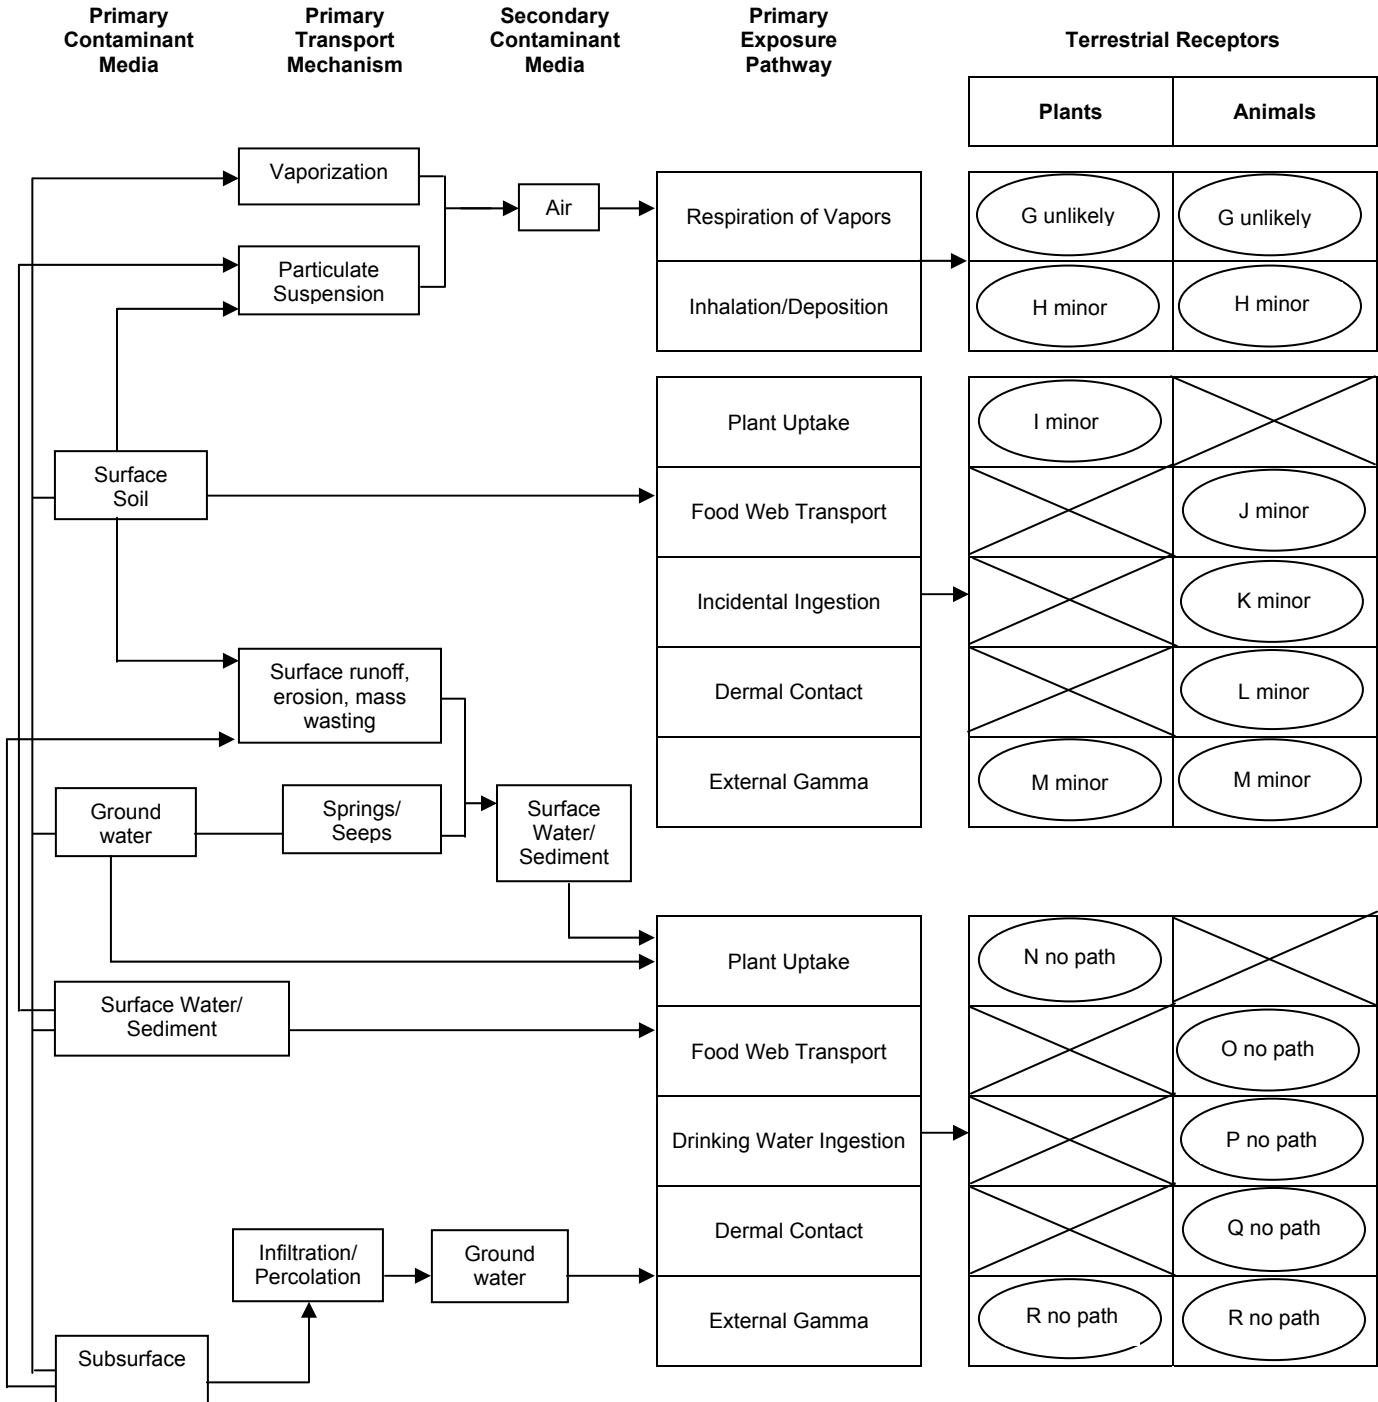 Primary
Contaminant
Media
Primary
Transport
Mechanism
Secondary
Contaminant
Media
Primary
Exposure
Pathway
Terrestrial Receptors
Plants
Animals
Vaporization
Air
Respiration of Vapors
G unlikely
G unlikely
Particulate
Suspension
Inhalation/Deposition
H minor
H minor
Plant Uptake
I minor
Surface
Soil
Food Web Transport
J minor
Incidental Ingestion
K minor
Surface runoff,
erosion, mass
wasting
Dermal Contact
L minor
External Gamma
M minor
M minor
Ground
water
Springs/
Seeps
Surface
Water/
Sediment
Plant Uptake
N no path
Surface Water/
Sediment
Food Web Transport
O no path
Drinking Water Ingestion
P no path
Dermal Contact
Q no path
Infiltration/
Percolation
Ground
water
External Gamma
R no path
R no path
Subsurface